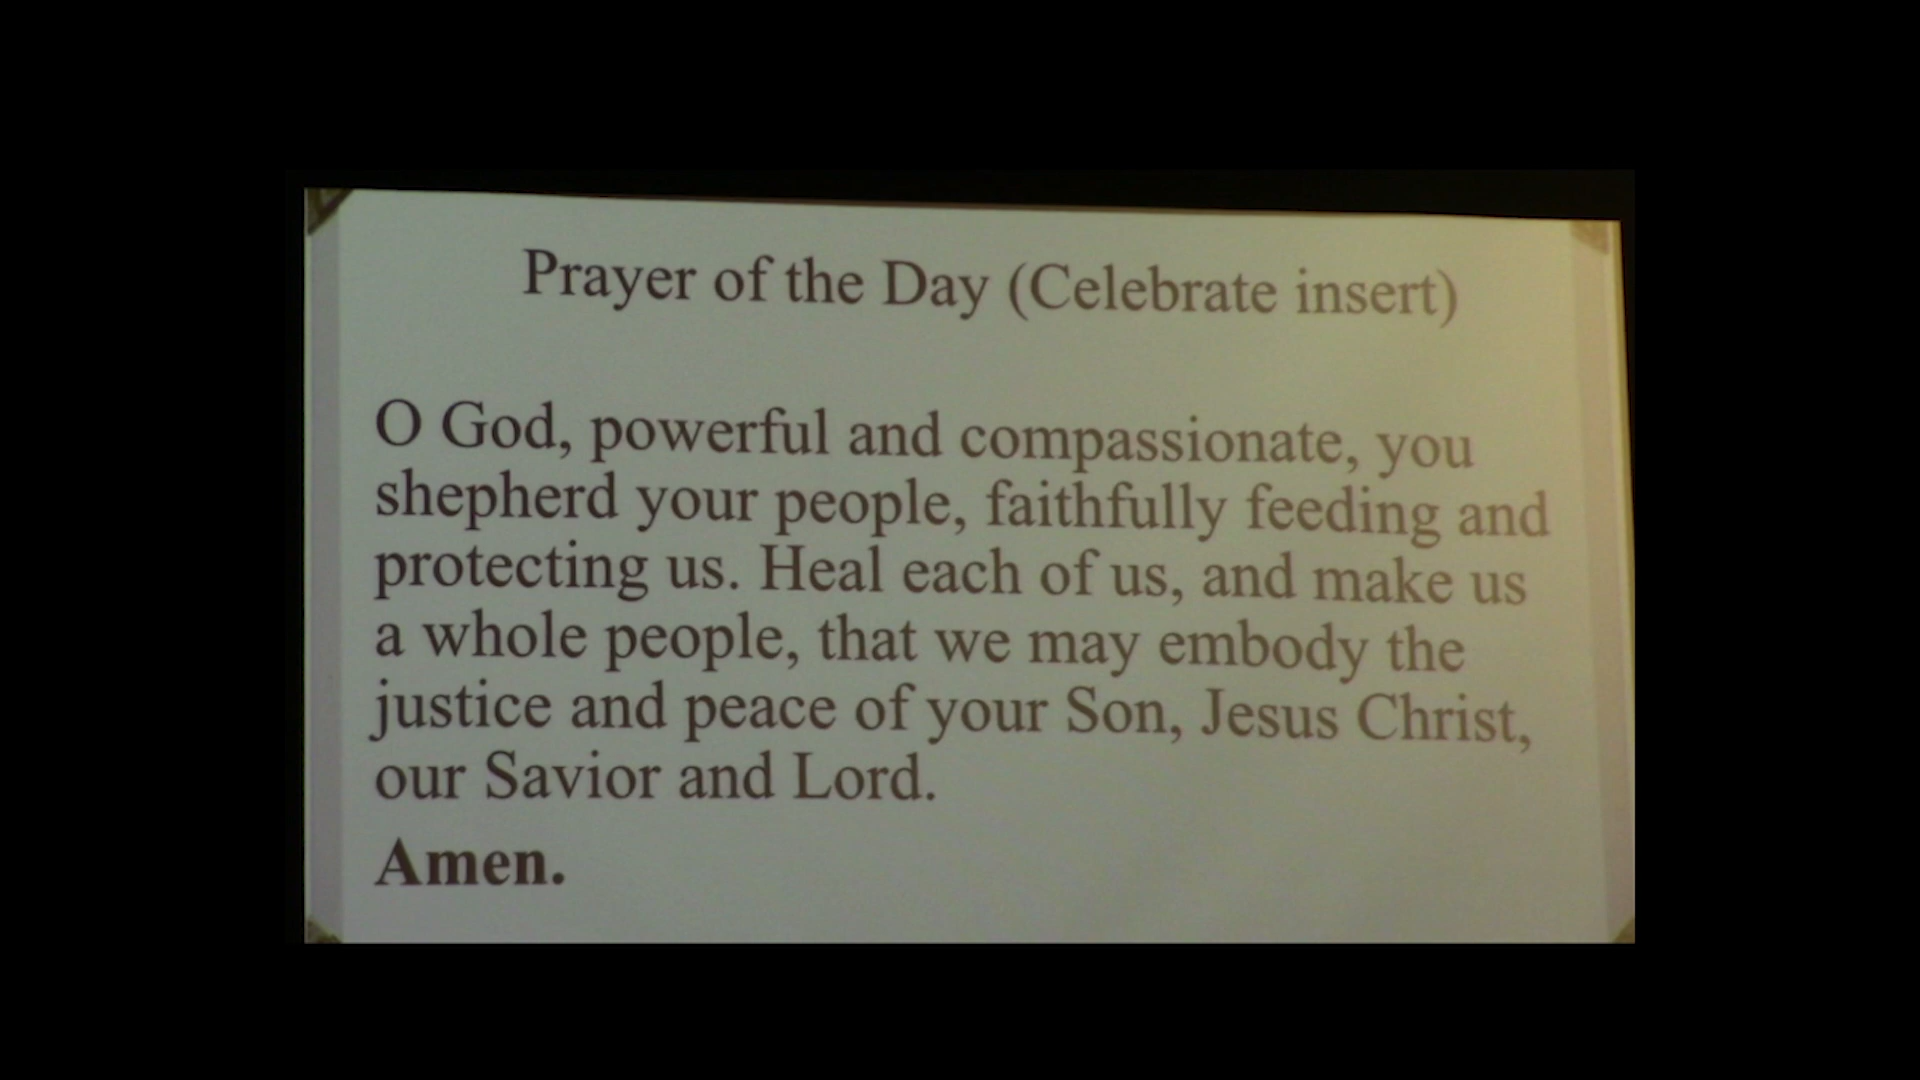 Prayer of the Day (Celebrate insert)
O God, powerful and compassionate, you
shepherd your people, faithfully feeding and
protecting us. Heal each of us, and make us
a whole people, that we may embody the
justice and peace of your Son, Jesus Christ,
our Savior and Lord.
Amen.